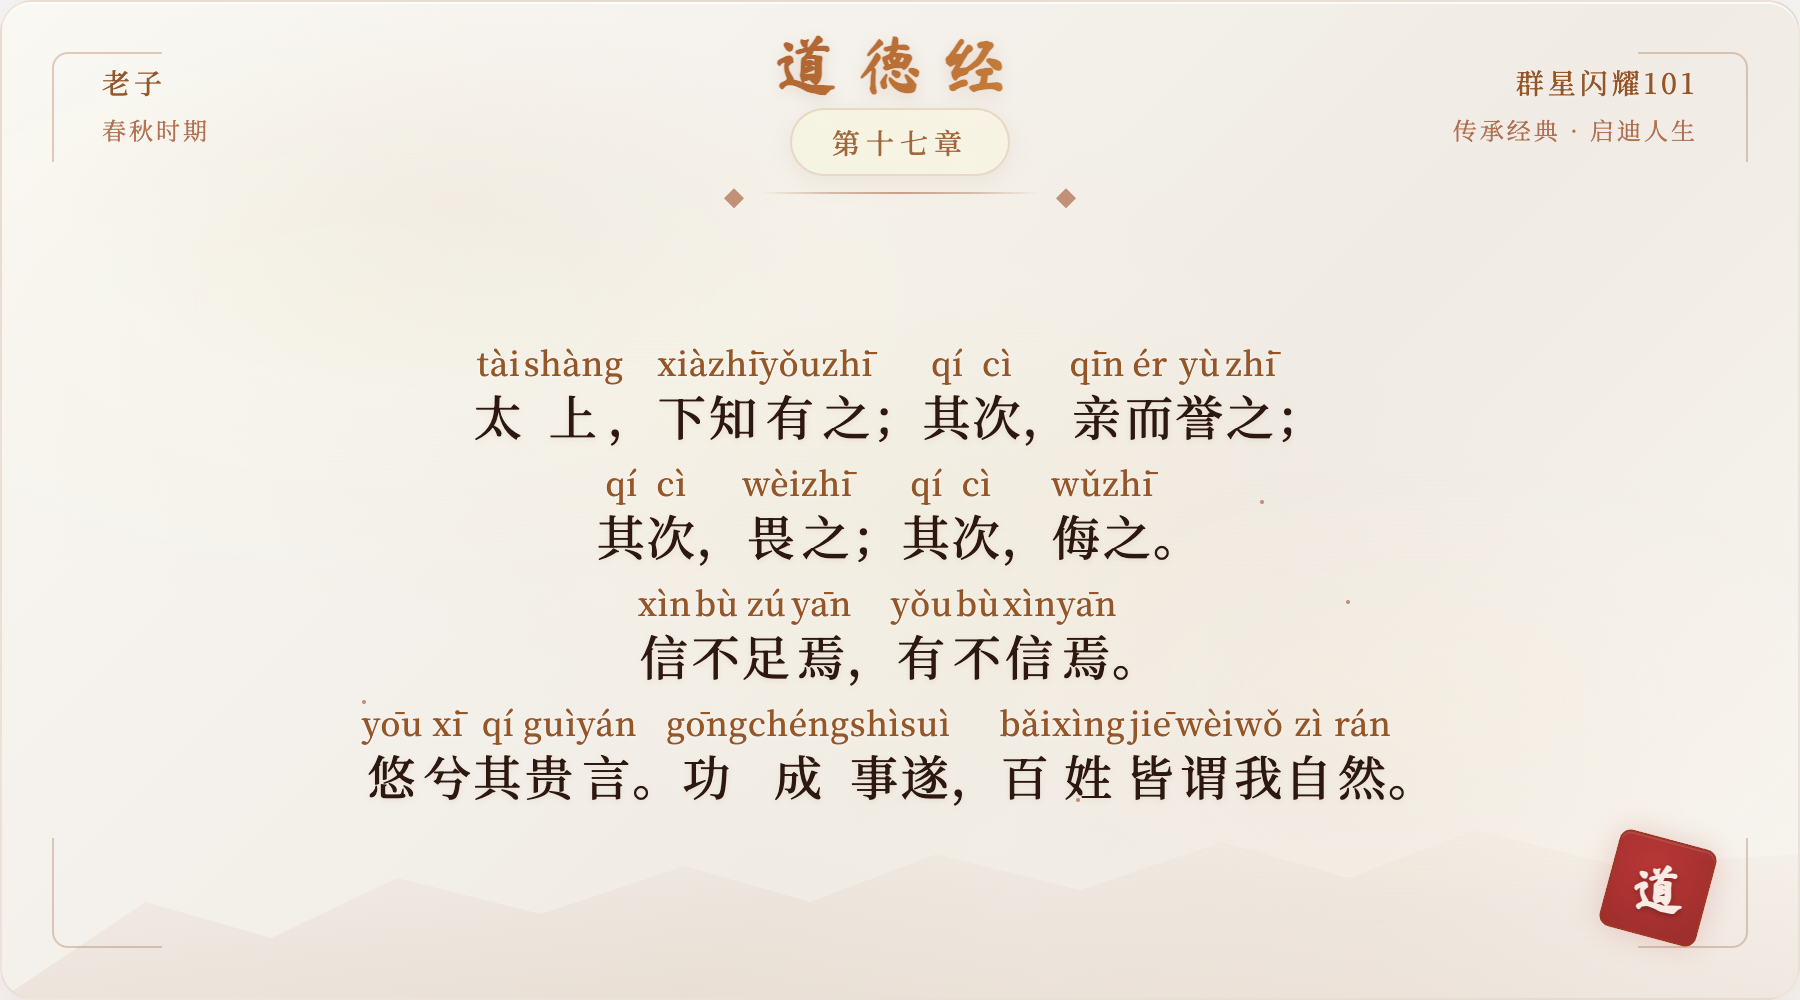 老子
春秋时期
道德经
第十七章
群星闪耀101
传承经典 · 启迪人生
tàishàng xiàzhīyǒuzhī qí cì qīn ér yù zhī
太上，下知有之；其次，亲而誉之；
qí cì wèizhī qí cì wǔzhī
其次，畏之；其次，侮之。
xìnbù zú yān yǒubùxìnyān
信不足焉，有不信焉。
yōu xī qí guìyán gōngchéngshìsuì bǎixìngjiēwèiwǒ zì rán
悠兮其贵言。功成事遂，百姓皆谓我自然。
道